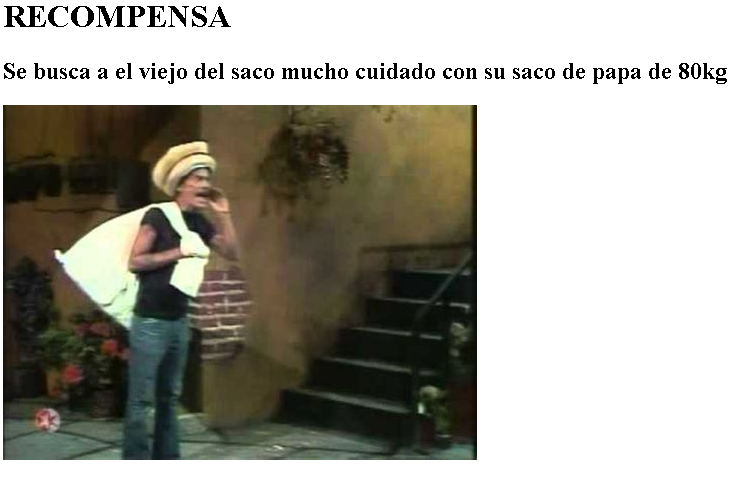 RECOMPENSA
Se busca a el viejo del saco mucho cuidado con su saco de papa de 80kg